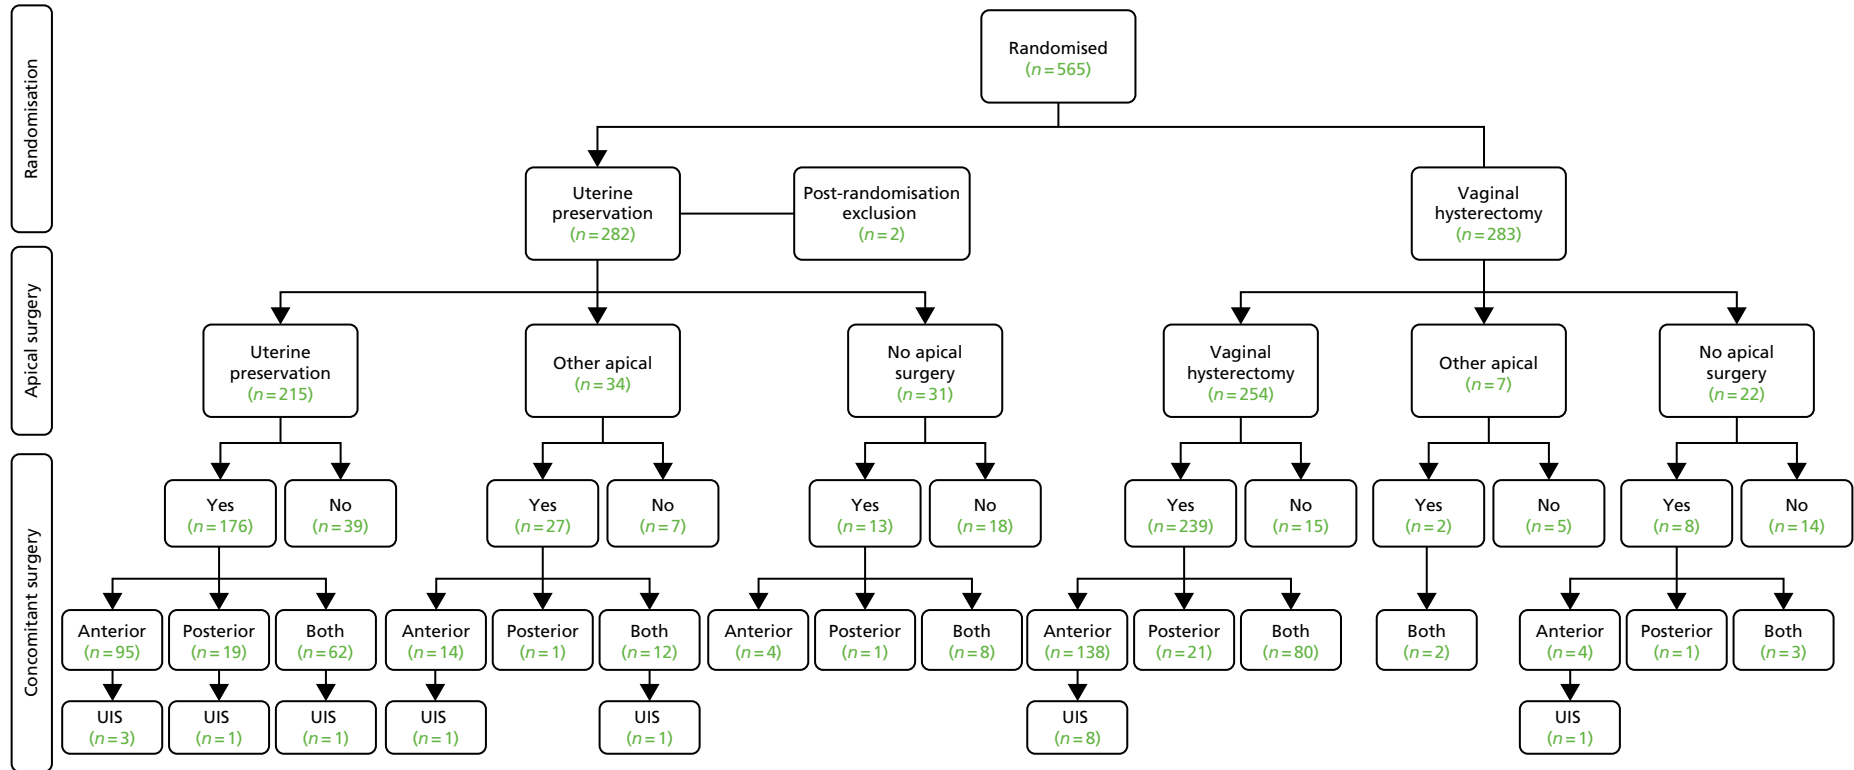 Randomisation
Randomised
(n=565)
Uterine
preservation
(n=282)
Post-randomisation
exclusion
(n=2)
Vaginal
hysterectomy
(n=283)
Apical surgery
Uterine
preservation
(n=215)
Other apical
(n=34)
No apical
surgery
(n=31)
Vaginal
hysterectomy
(n=254)
Other apical
(n=7)
No apical
surgery
(n=22)
Concomitant surgery
Yes
(n=176)
No
(n=39)
Yes
(n=27)
No
(n=7)
Yes
(n=13)
No
(n=18)
Yes
(n=239)
No
(n=15)
Yes
(n=2)
No
(n=5)
Yes
(n=8)
No
(n=14)
Anterior
(n=95)
Posterior
(n=19)
Both
(n=62)
Anterior
(n=14)
Posterior
(n=1)
Both
(n=12)
Anterior
(n=4)
Posterior
(n=1)
Both
(n=8)
Anterior
(n=138)
Posterior
(n=21)
Both
(n=80)
Both
(n=2)
Anterior
(n=4)
Posterior
(n=1)
Both
(n=3)
UIS
(n=3)
UIS
(n=1)
UIS
(n=1)
UIS
(n=1)
UIS
(n=1)
UIS
(n=8)
UIS
(n=1)